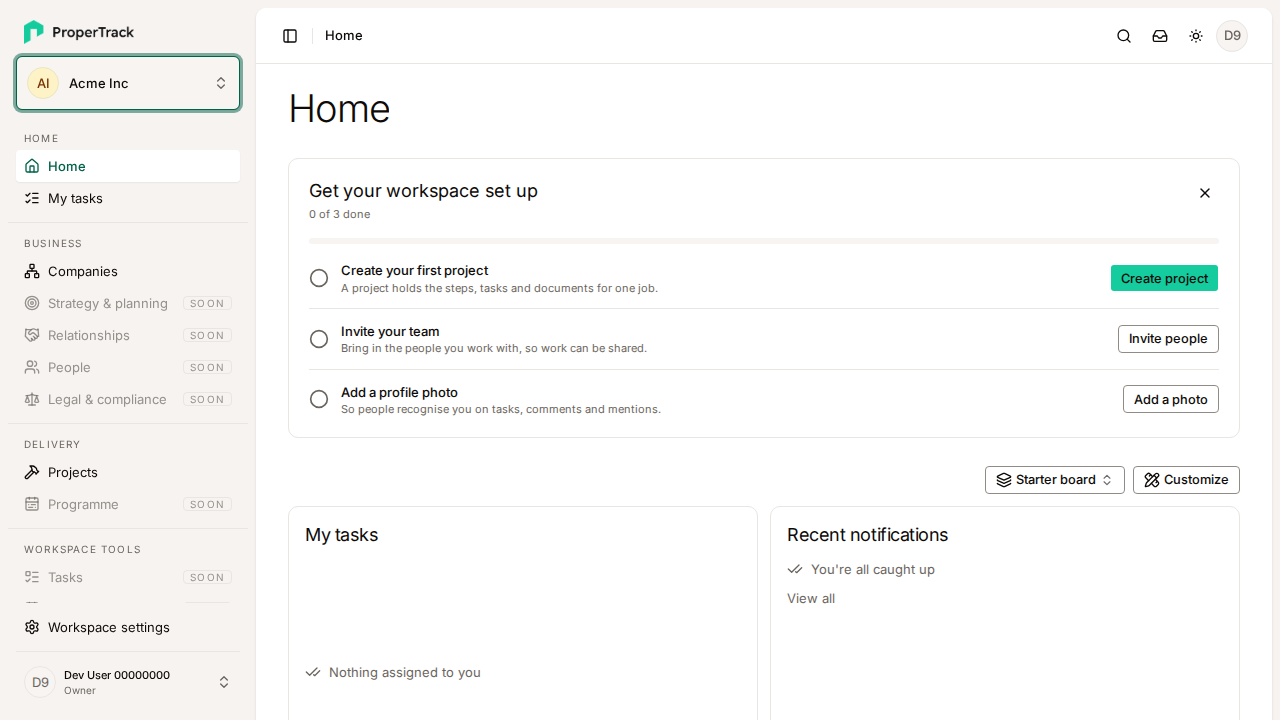 ProperTrack
AI
Acme Inc
HOME
Home
My tasks
BUSINESS
Companies
Strategy & planning SOON
Relationships SOON
People SOON
Legal & compliance SOON
DELIVERY
Projects
Programme SOON
WORKSPACE TOOLS
Tasks SOON
Workspace settings
D9
Dev User 00000000
Owner
Home
D9
Home
Get your workspace set up
0 of 3 done
Create your first project
A project holds the steps, tasks and documents for one job.
Create project
Invite your team
Bring in the people you work with, so work can be shared.
Invite people
Add a profile photo
So people recognise you on tasks, comments and mentions.
Add a photo
Starter board
Customize
My tasks
Nothing assigned to you
Recent notifications
You're all caught up
View all